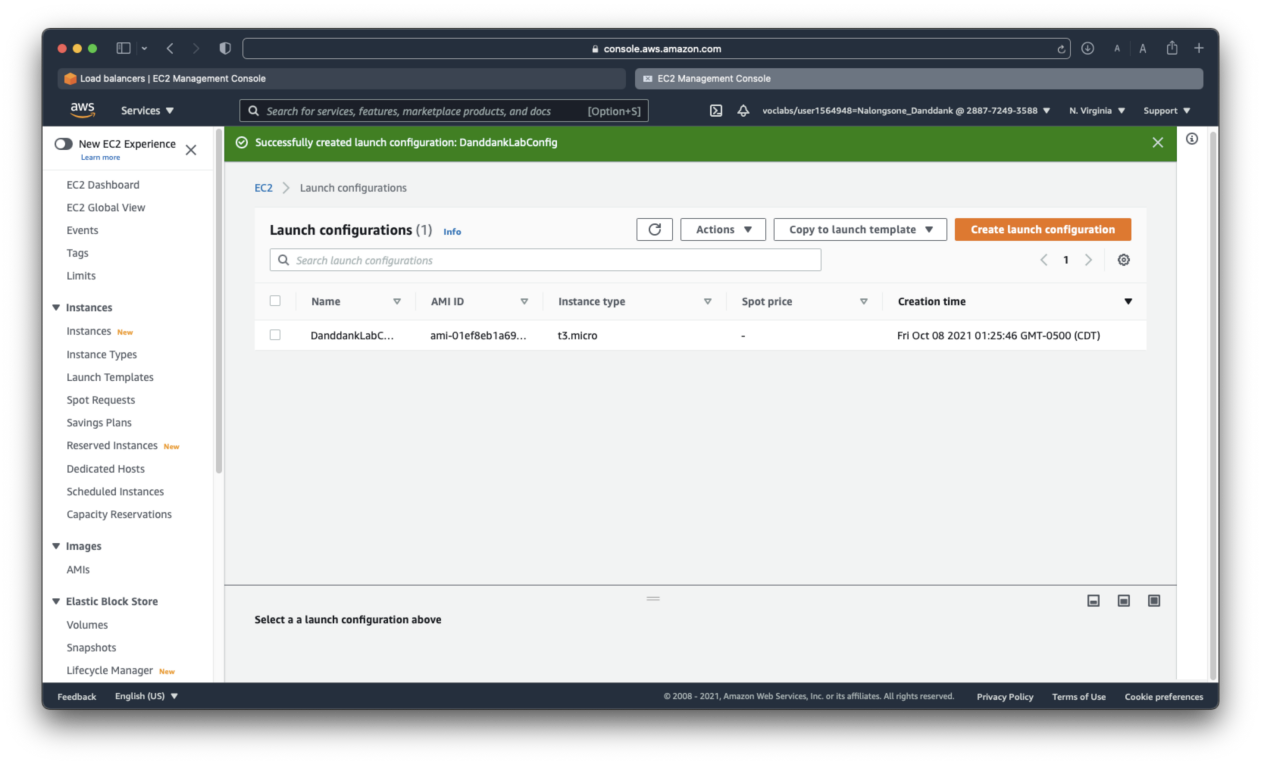 console.aws.amazon.com
A A
Load balancers | EC2 Management Console
EC2 Management Console
aws
Services
Search for services, features, marketplace products, and docs [Option+S]
voclabs/user1564948=Nalongsone_Danddank @ 2887-7249-3588
N. Virginia
Support
New EC2 Experience
Learn more
EC2 Dashboard
EC2 Global View
Events
Tags
Limits
Instances
Instances New
Instance Types
Launch Templates
Spot Requests
Savings Plans
Reserved Instances New
Dedicated Hosts
Scheduled Instances
Capacity Reservations
Images
AMIs
Elastic Block Store
Volumes
Snapshots
Lifecycle Manager New
Successfully created launch configuration: DanddankLabConfig
EC2 Launch configurations
Launch configurations (1) Info
Actions
Copy to launch template
Create launch configuration
Search launch configurations
1
Name AMI ID Instance type Spot price Creation time
DanddankLabC... ami-01ef8eb1a69... t3.micro - Fri Oct 08 2021 01:25:46 GMT-0500 (CDT)
Select a a launch configuration above
Feedback English (US)
© 2008 - 2021, Amazon Web Services, Inc. or its affiliates. All rights reserved. Privacy Policy Terms of Use Cookie preferences